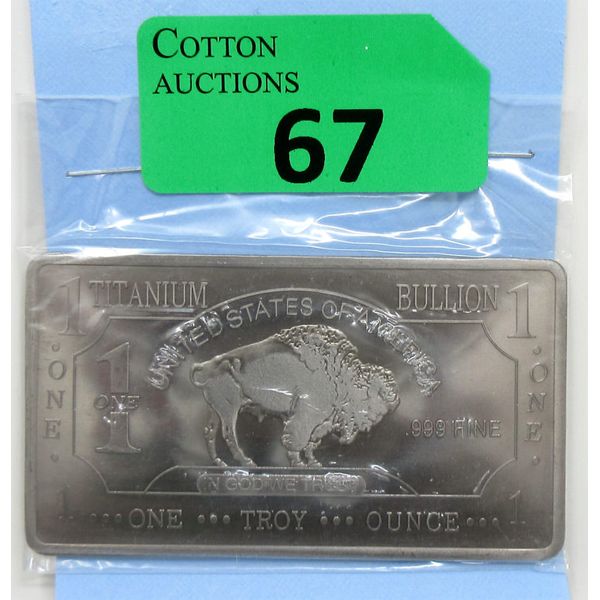 COTTON
AUCTIONS
67
1 TITANIUM BULLION 1
UNITED STATES OF AMERICA
ONE
1
ONE
.999 FINE
ONE
IN GOD WE TRUST
1 ... ONE ... TROY ... OUNCE ... 1